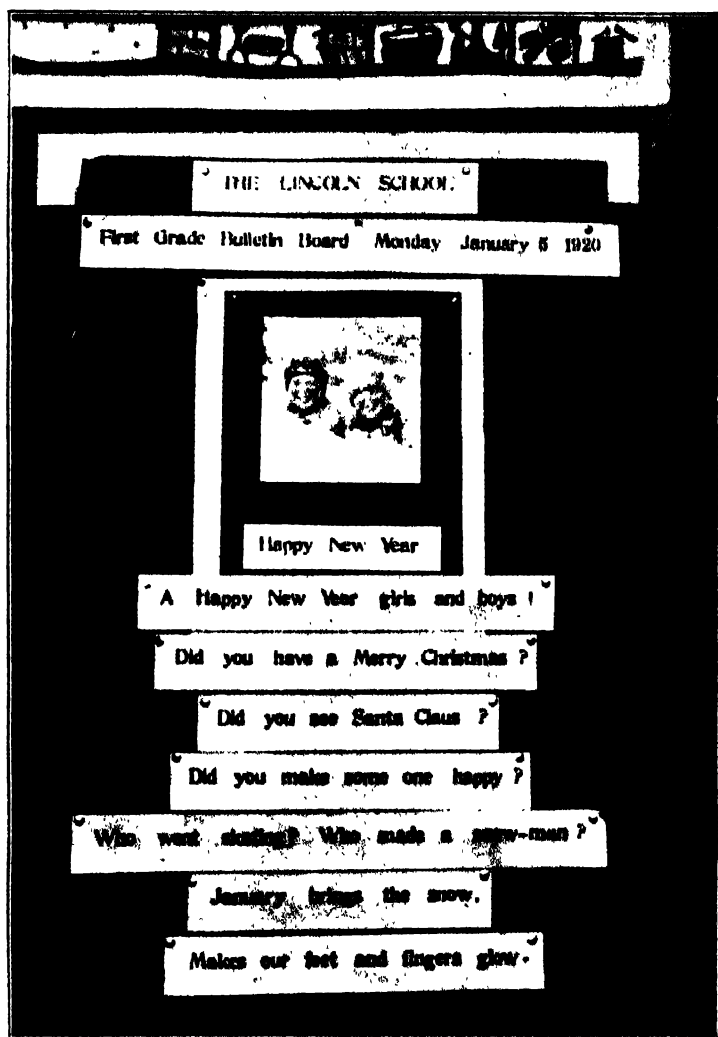 THE LINCOLN SCHOOL
First Grade Bulletin Board Monday January 5 1920
Happy New Year
A Happy New Year girls and boys !
Did you have a Merry Christmas ?
Did you see Santa Claus ?
Did you make some one happy ?
Who went skating? Who made a snow-man ?
January brings the snow,
Makes our feet and fingers glow.